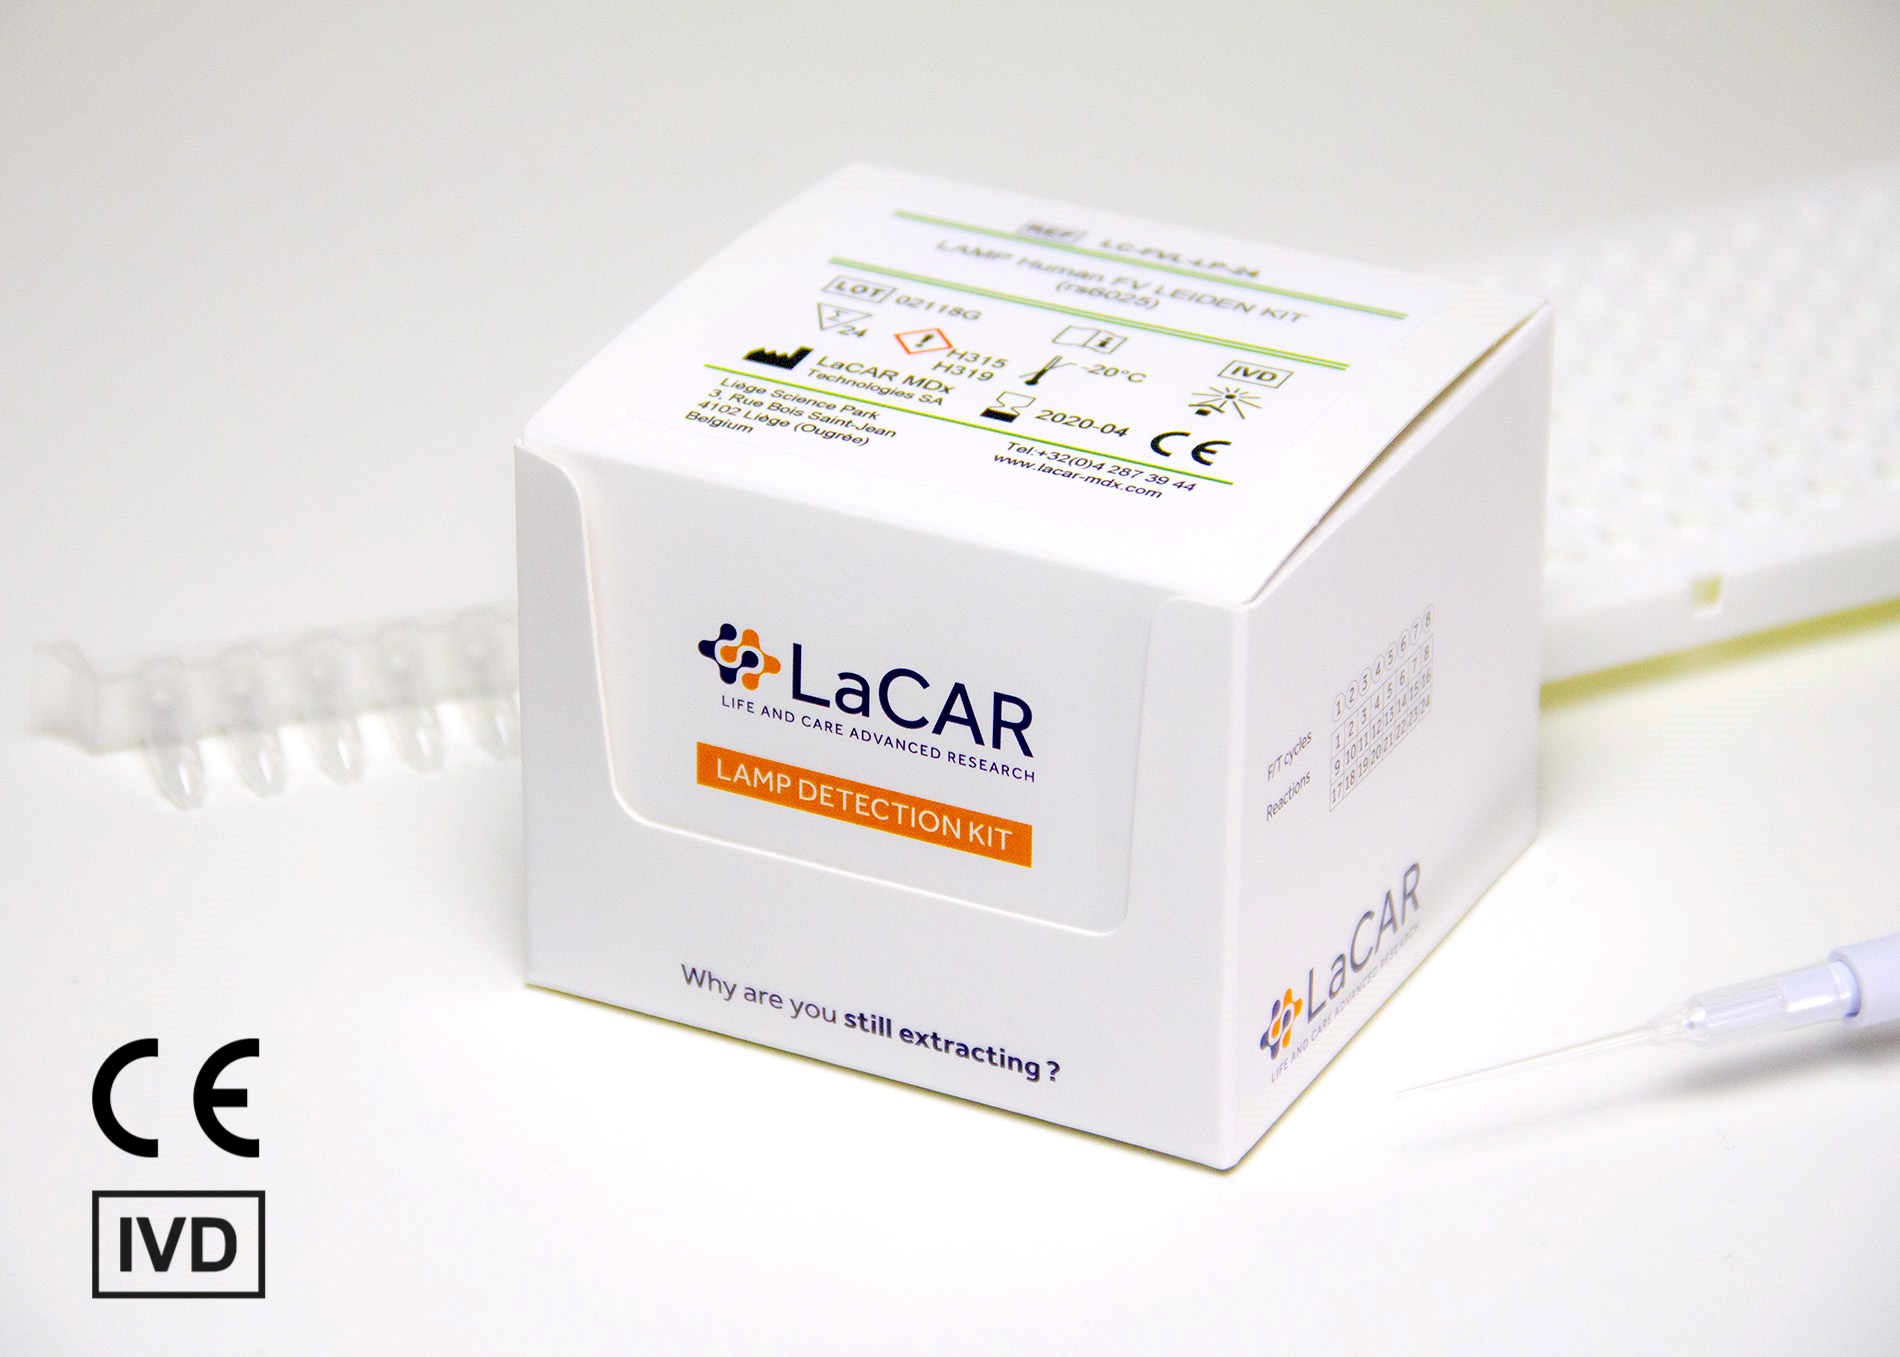 REF LC-FVL-LP-24
LAMP Human FV LEIDEN KIT
(rs6025)
LOT 02118G
Σ/24
H315
H319
-20°C
IVD
LaCAR MDx
Technologies SA
2020-04
CE
Liège Science Park
3, Rue Bois Saint-Jean
4102 Liège (Ougrée)
Belgium
Tel:+32(0)4 287 39 44
www.lacar-mdx.com
LaCAR
LIFE AND CARE ADVANCED RESEARCH
LAMP DETECTION KIT
Why are you still extracting ?
F/T cycles 1 2 3 4 5 6 7 8
Reactions 1 2 3 4 5 6 7 8
9 10 11 12 13 14 15 16
17 18 19 20 21 22 23 24
LaCAR
LIFE AND CARE ADVANCED RESEARCH
CE
IVD